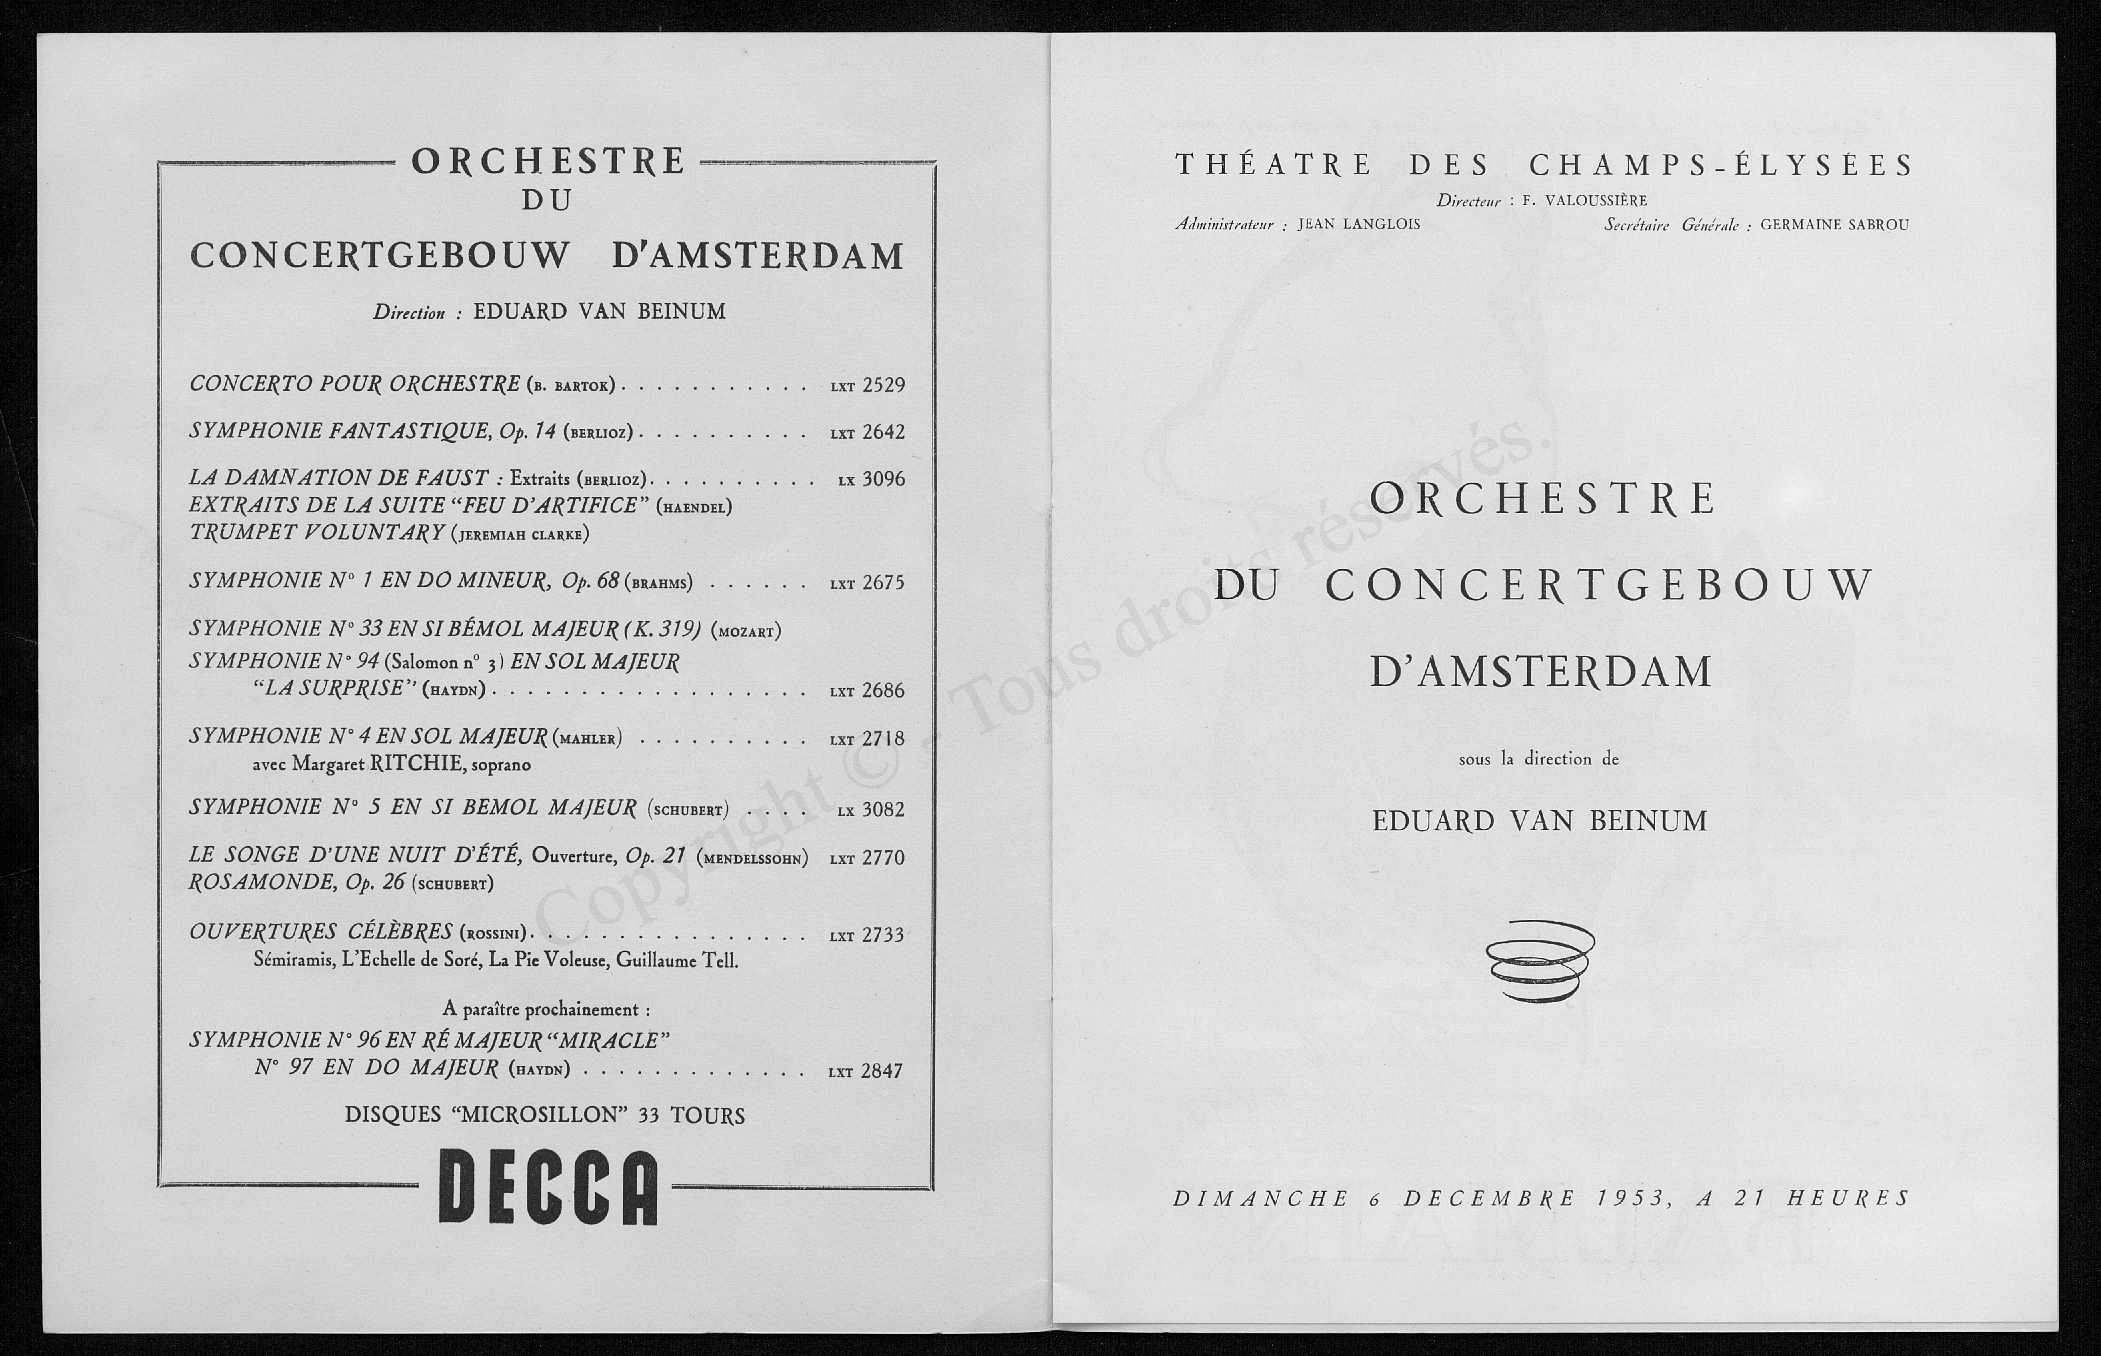 ORCHESTRE
DU
CONCERTGEBOUW D'AMSTERDAM
Direction : EDUARD VAN BEINUM
CONCERTO POUR ORCHESTRE (B. BARTOK). . . . . . . . . . . LXT 2529
SYMPHONIE FANTASTIQUE, Op. 14 (BERLIOZ). . . . . . . . . . LXT 2642
LA DAMNATION DE FAUST : Extraits (BERLIOZ). . . . . . . . . . LX 3096
EXTRAITS DE LA SUITE “FEU D’ARTIFICE” (HAENDEL)
TRUMPET VOLUNTARY (JEREMIAH CLARKE)
SYMPHONIE N° 1 EN DO MINEUR, Op. 68 (BRAHMS) . . . . . . LXT 2675
SYMPHONIE N° 33 EN SI BÉMOL MAJEUR (K. 319) (MOZART)
SYMPHONIE N° 94 (Salomon n° 3) EN SOL MAJEUR
“LA SURPRISE” (HAYDN). . . . . . . . . . . . . . . . . . LXT 2686
SYMPHONIE N° 4 EN SOL MAJEUR (MAHLER) . . . . . . . . . . LXT 2718
avec Margaret RITCHIE, soprano
SYMPHONIE N° 5 EN SI BEMOL MAJEUR (SCHUBERT) . . . . LX 3082
LE SONGE D’UNE NUIT D’ÉTÉ, Ouverture, Op. 21 (MENDELSSOHN) LXT 2770
ROSAMONDE, Op. 26 (SCHUBERT)
OUVERTURES CÉLÈBRES (ROSSINI). . . . . . . . . . . . . . . . LXT 2733
Sémiramis, L’Echelle de Soré, La Pie Voleuse, Guillaume Tell.
A paraître prochainement :
SYMPHONIE N° 96 EN RÉ MAJEUR “MIRACLE”
N° 97 EN DO MAJEUR (HAYDN) . . . . . . . . . . . . . LXT 2847
DISQUES “MICROSILLON” 33 TOURS
DECCA
THÉATRE DES CHAMPS-ÉLYSÉES
Directeur : F. VALOUSSIÈRE
Administrateur : JEAN LANGLOIS Secrétaire Générale : GERMAINE SABROU
ORCHESTRE
DU CONCERTGEBOUW
D’AMSTERDAM
sous la direction de
EDUARD VAN BEINUM
DIMANCHE 6 DECEMBRE 1953, A 21 HEURES
Copyright © - Tous droits réservés.